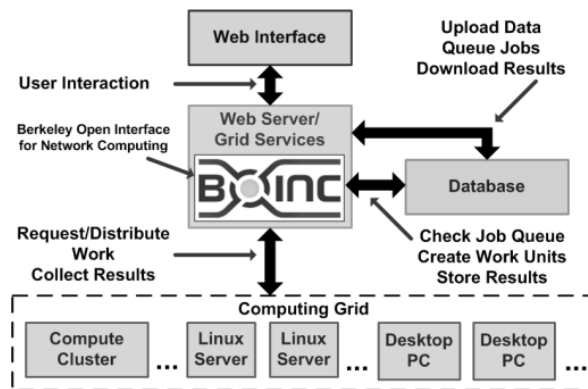 Web Interface
Upload Data
Queue Jobs
Download Results
User Interaction
Web Server/
Grid Services
Berkeley Open Interface
for Network Computing
BOINC
Database
Request/Distribute
Work
Collect Results
Check Job Queue
Create Work Units
Store Results
Computing Grid
Compute
Cluster
...
Linux
Server
Linux
Server
...
Desktop
PC
Desktop
PC
...